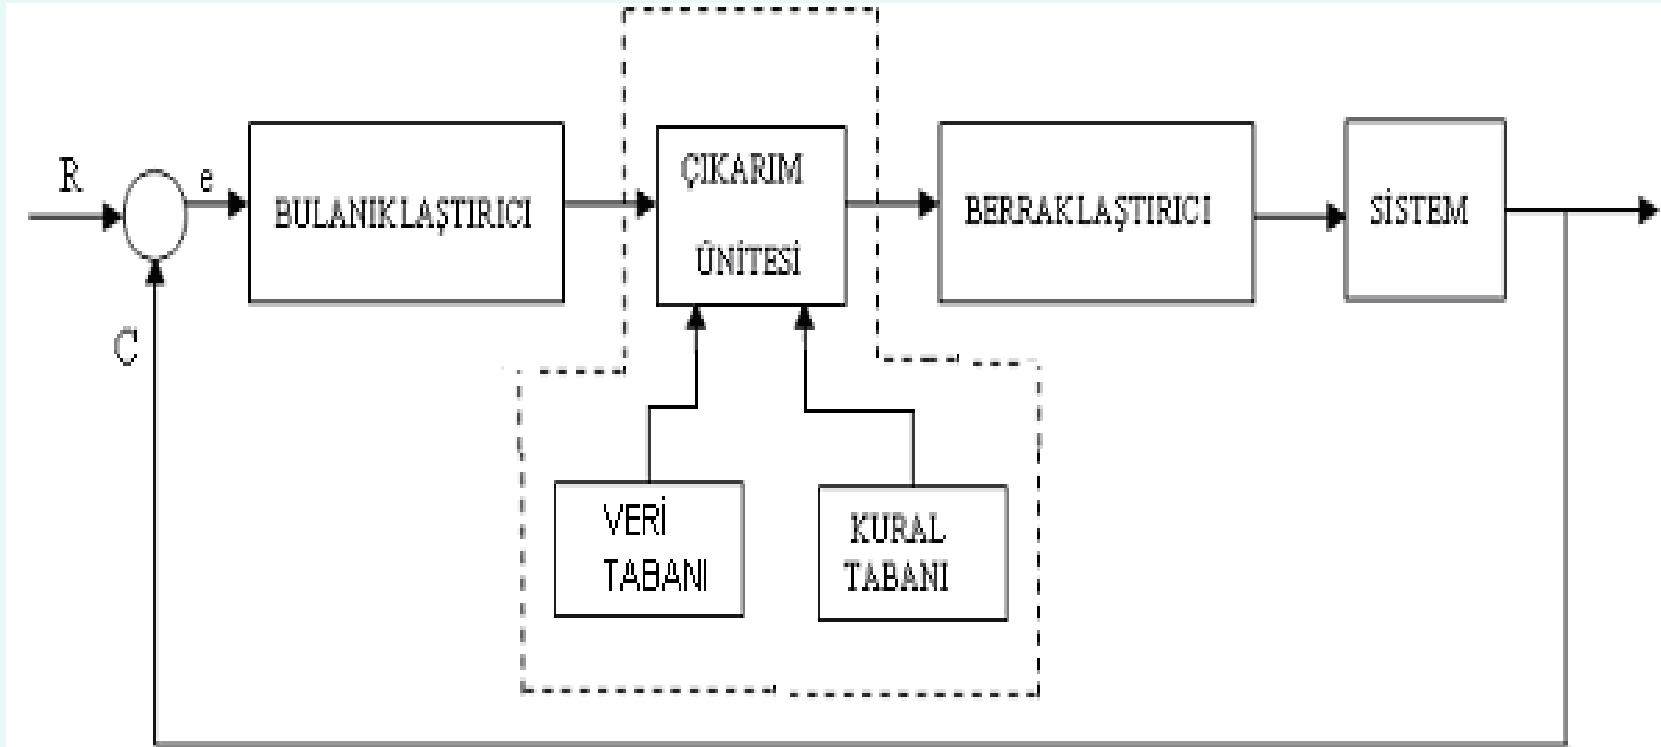 R
e
BULANIKLAŞTIRICI
ÇIKARIM
ÜNİTESİ
BERRAKLAŞTIRICI
SİSTEM
C
VERİ
TABANI
KURAL
TABANI